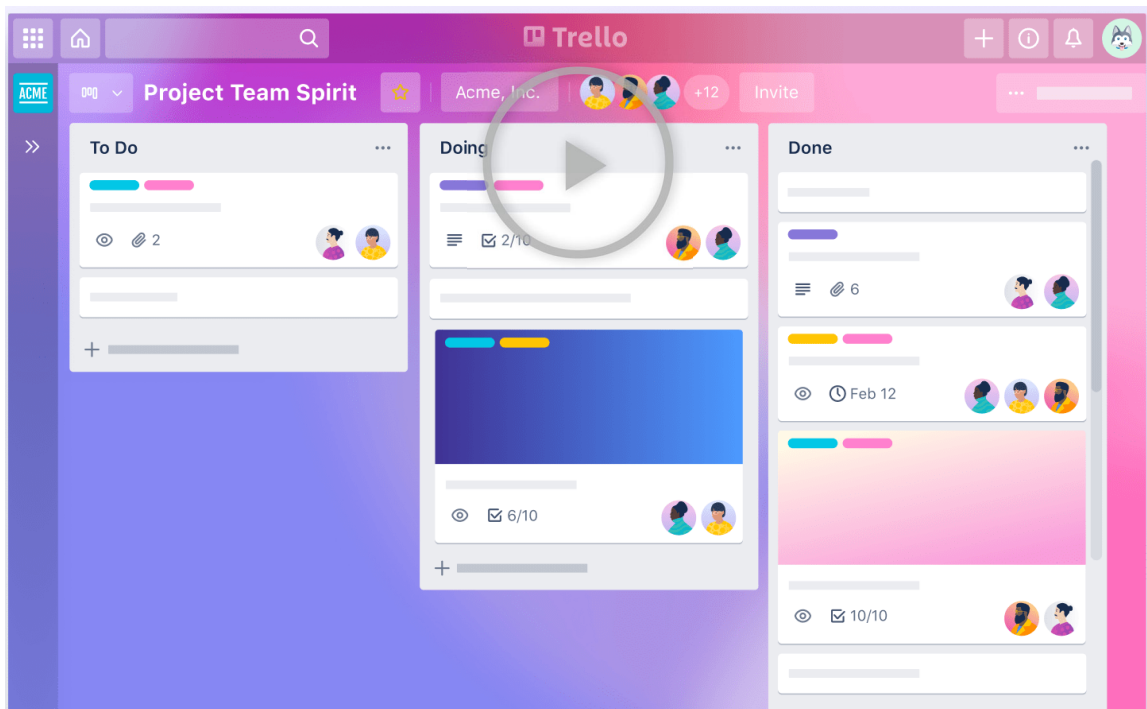 Trello
ACME
Project Team Spirit
Acme, Inc.
+12
Invite
To Do
2
Doing
2/10
6/10
Done
6
Feb 12
10/10